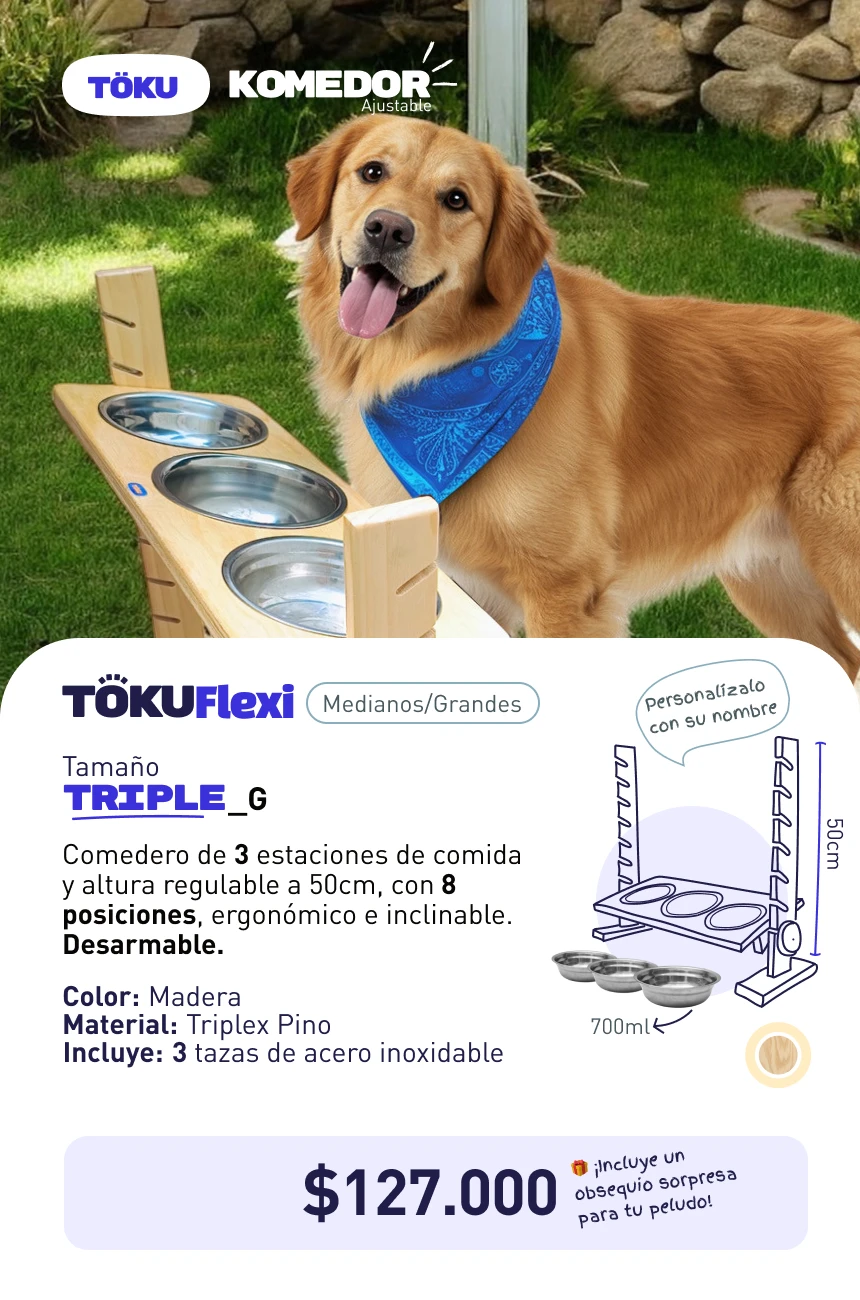 TÖKU
KOMEDOR
Ajustable
TÖKUFlexi
Medianos/Grandes
Personalízalo
con su nombre
Tamaño
TRIPLE_G
50cm
Comedero de 3 estaciones de comida
y altura regulable a 50cm, con 8
posiciones, ergonómico e inclinable.
Desarmable.
Color: Madera
Material: Triplex Pino
Incluye: 3 tazas de acero inoxidable
700ml
$127.000
¡Incluye un
obsequio sorpresa
para tu peludo!